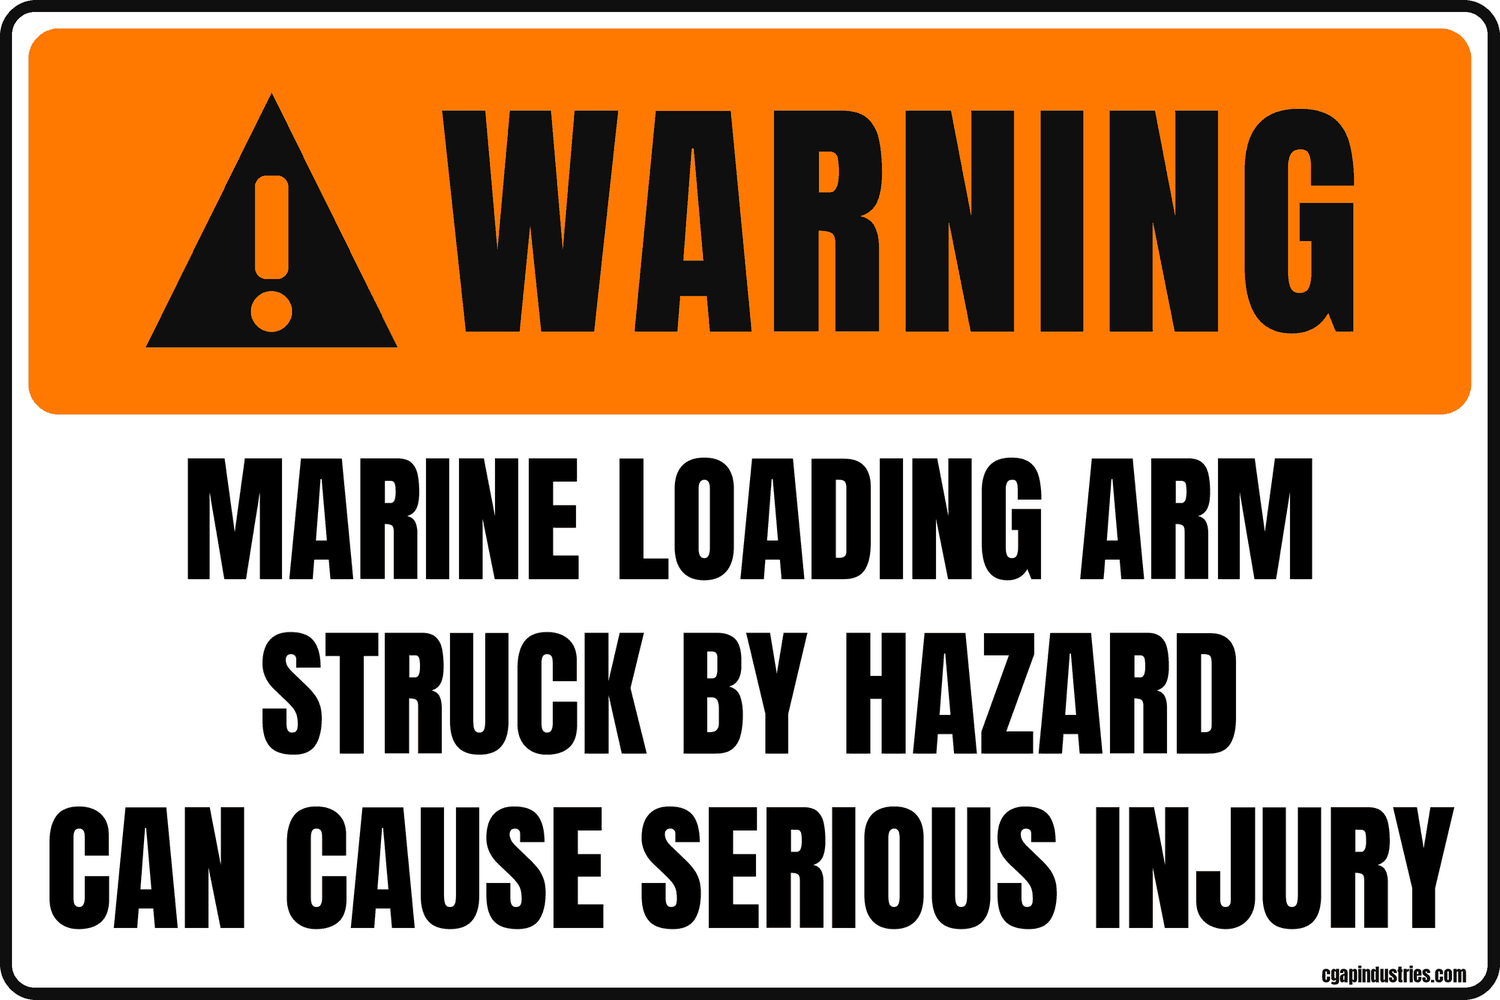 WARNING
MARINE LOADING ARM
STRUCK BY HAZARD
CAN CAUSE SERIOUS INJURY
cgapindustries.com